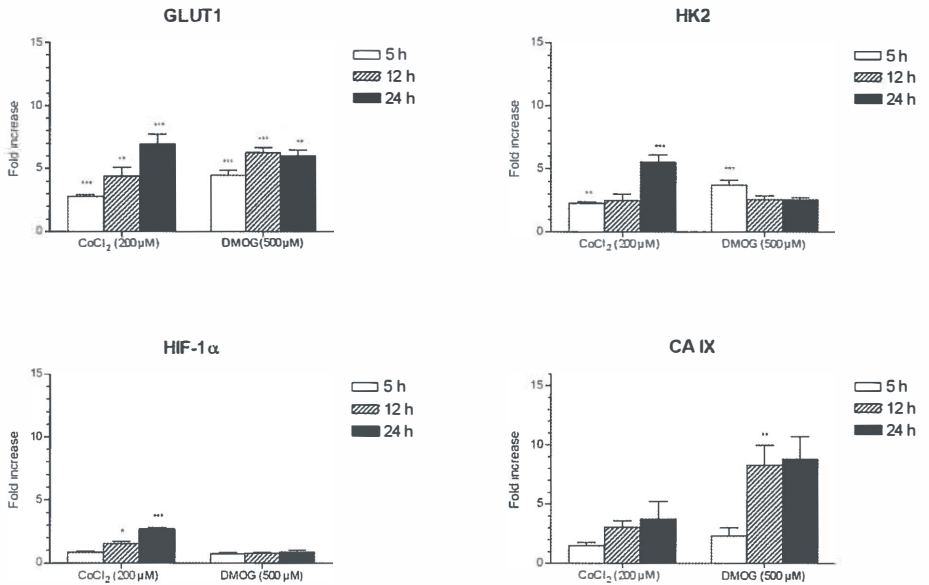 GLUT1
15
10
5
0
Fold increase
***
**
***
***
***
**
CoCl2 (200 µM)
DMOG (500 µM)
5 h
12 h
24 h
HK2
15
10
5
0
Fold increase
**
***
***
CoCl2 (200 µM)
DMOG (500 µM)
5 h
12 h
24 h
HIF-1α
15
10
5
0
Fold increase
*
***
CoCl2 (200 µM)
DMOG (500 µM)
5 h
12 h
24 h
CA IX
15
10
5
0
Fold increase
**
CoCl2 (200 µM)
DMOG (500 µM)
5 h
12 h
24 h